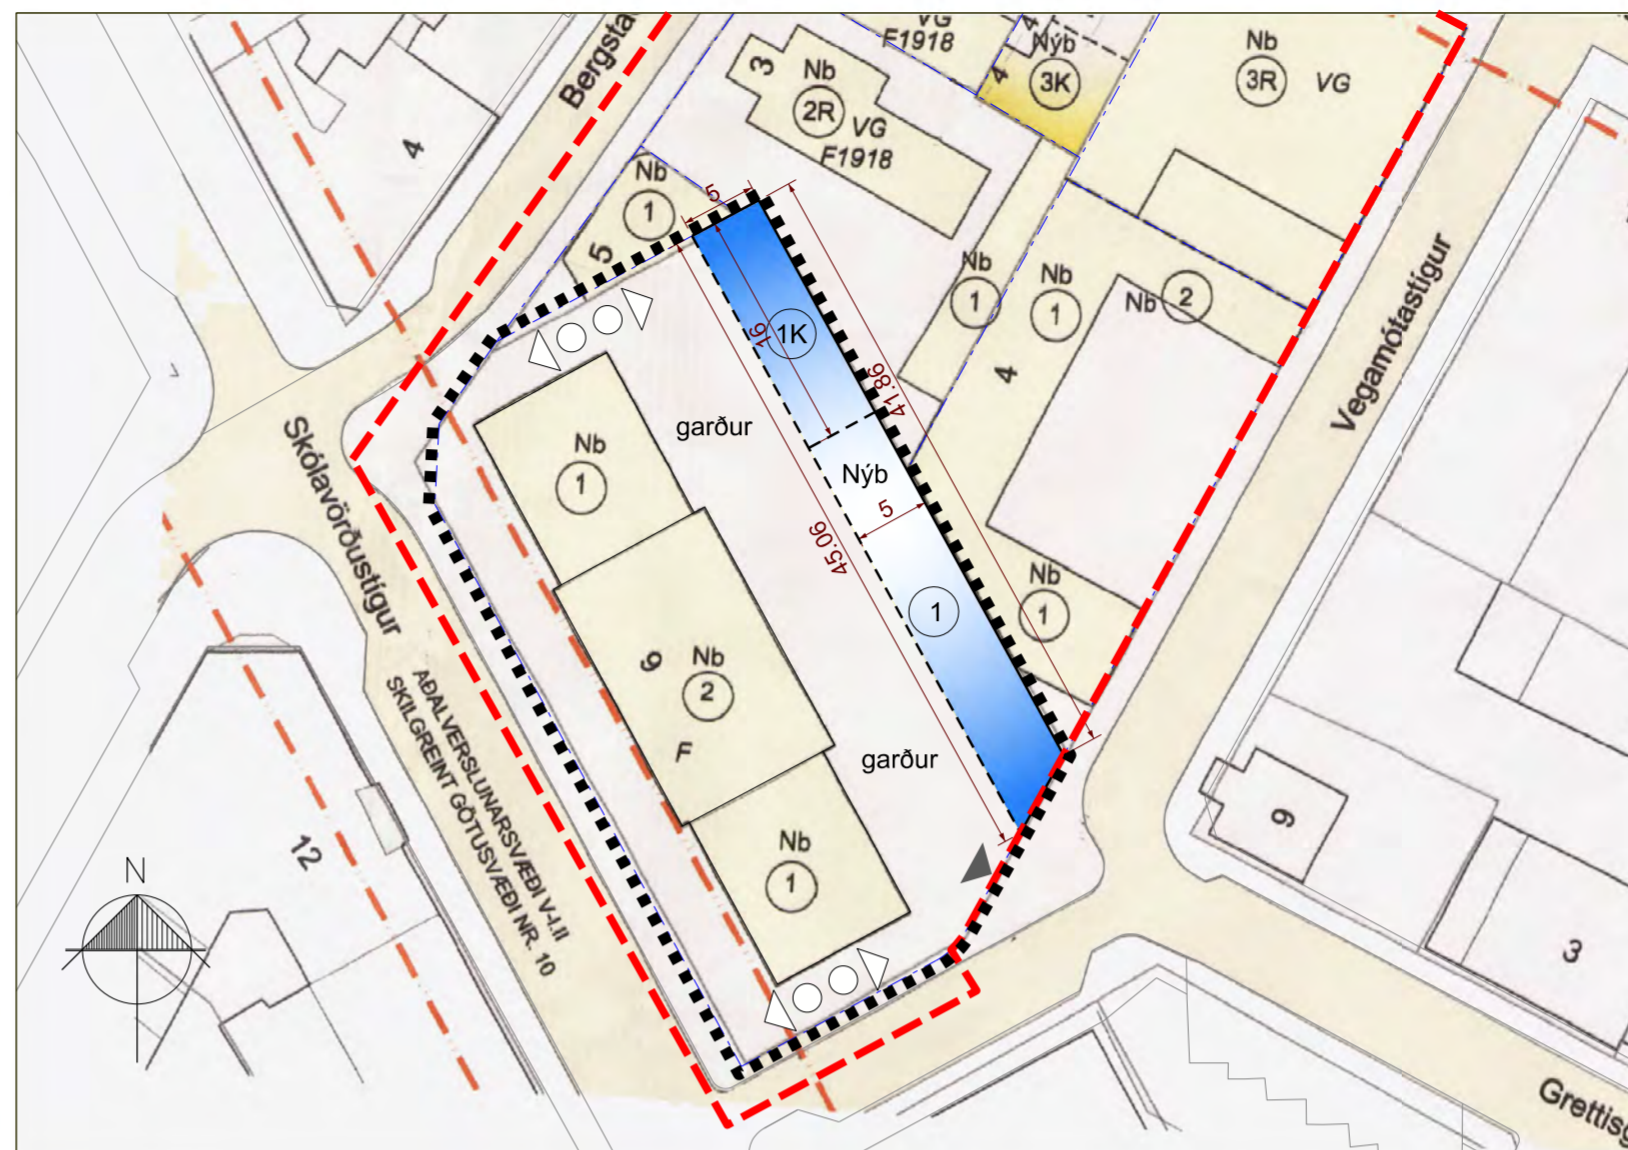 Bergsta
VG
F1918
4
Nýb
4
3K
Nb
3R
VG
3
Nb
2R
VG
F1918
4
Nb
1
5
5
1K
16
41.86
Nb
1
Nb
1
Nb
2
4
Vegamótastígur
garður
Nb
1
Nýb
5
45.06
1
Nb
1
Skólavörðustígur
AÐALVERSLUNARSVÆÐI V-I.II
SKILGREINT GÖTUSVÆÐI NR. 10
9
Nb
2
F
garður
Nb
1
12
N
9
3
Grettisg